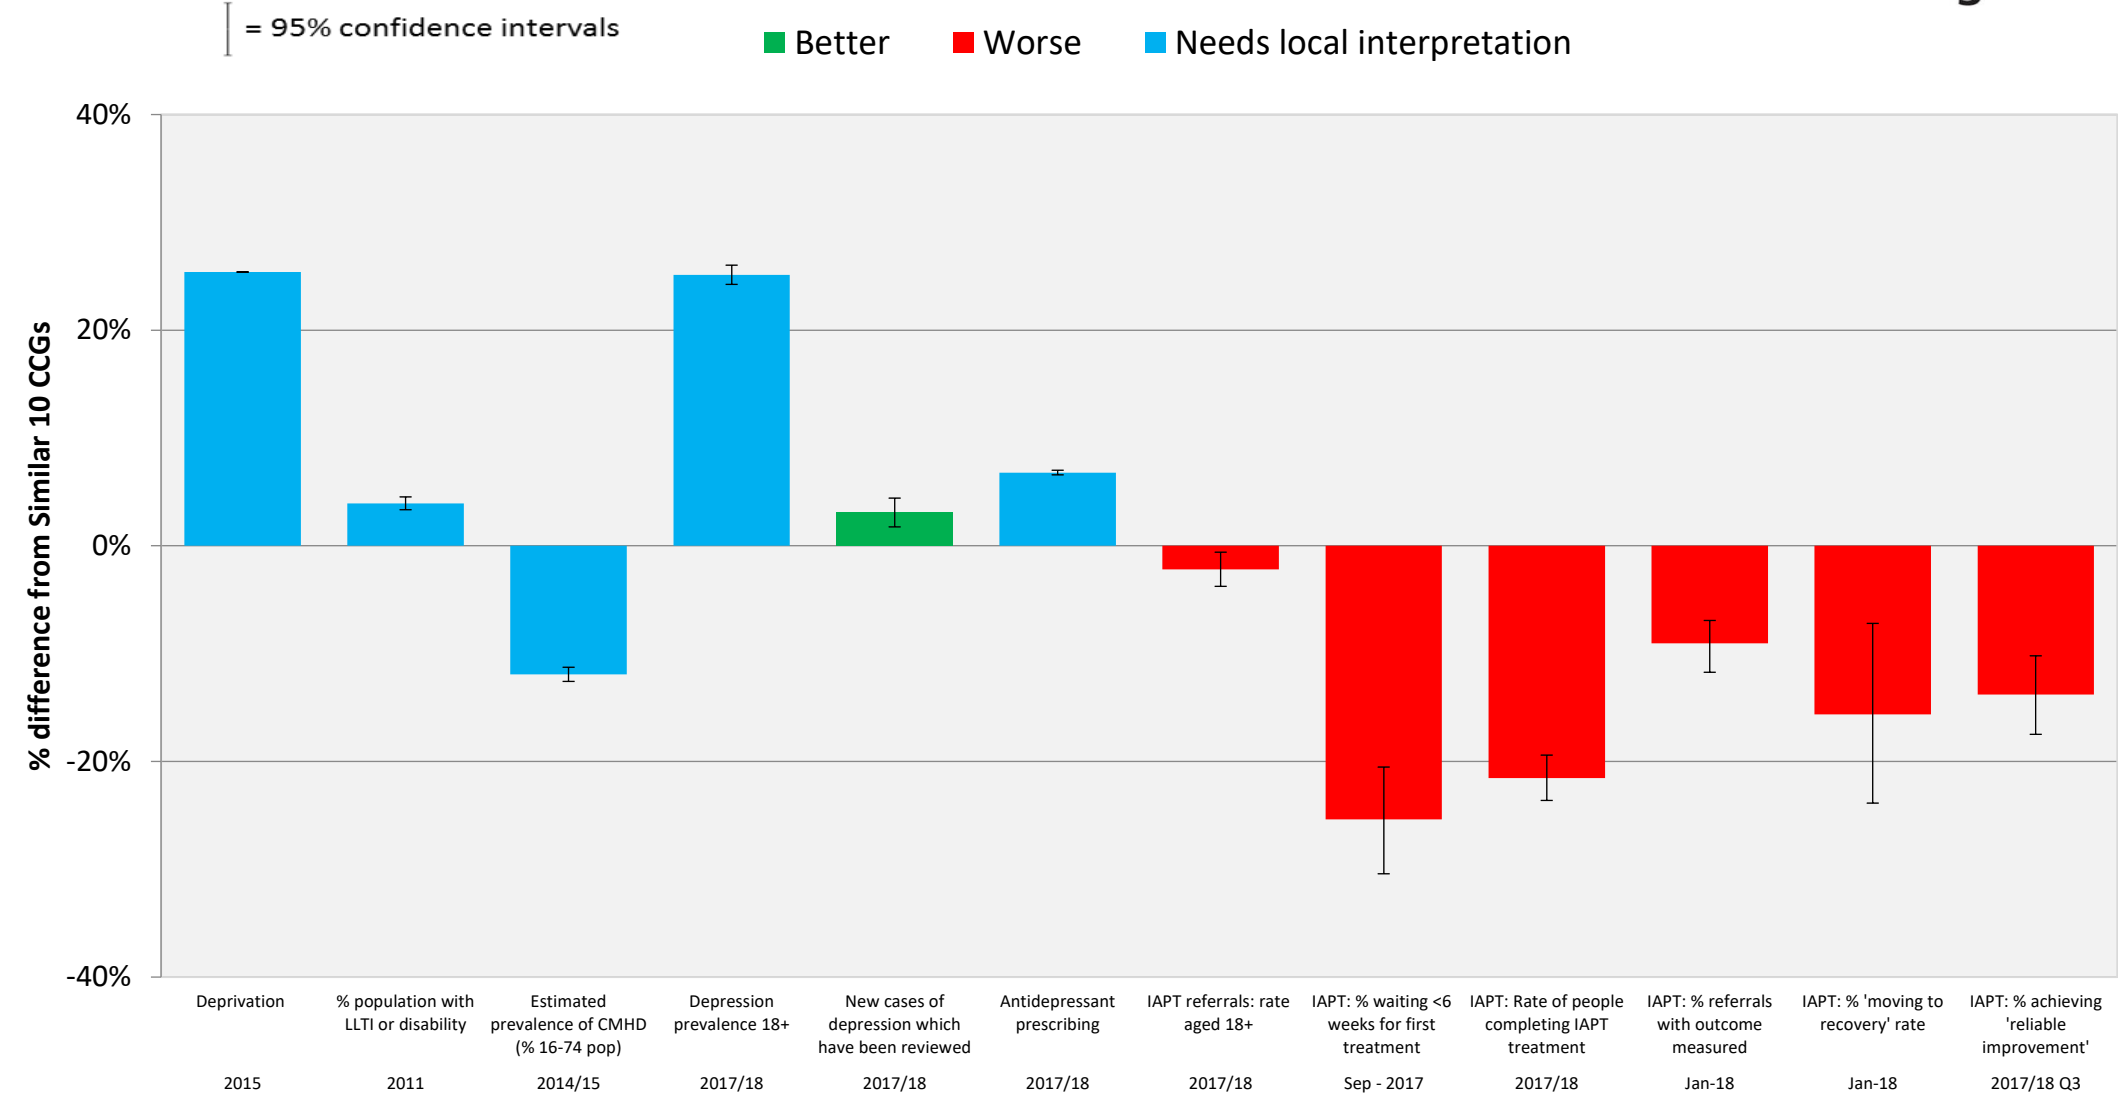 = 95% confidence intervals
Better Worse Needs local interpretation
40%
20%
0%
-20%
-40%
% difference from Similar 10 CCGs
Deprivation
2015
% population with
LLTI or disability
2011
Estimated
prevalence of CMHD
(% 16-74 pop)
2014/15
Depression
prevalence 18+
2017/18
New cases of
depression which
have been reviewed
2017/18
Antidepressant
prescribing
2017/18
IAPT referrals: rate
aged 18+
2017/18
IAPT: % waiting <6
weeks for first
treatment
Sep - 2017
IAPT: Rate of people
completing IAPT
treatment
2017/18
IAPT: % referrals
with outcome
measured
Jan-18
IAPT: % 'moving to
recovery' rate
Jan-18
IAPT: % achieving
'reliable
improvement'
2017/18 Q3